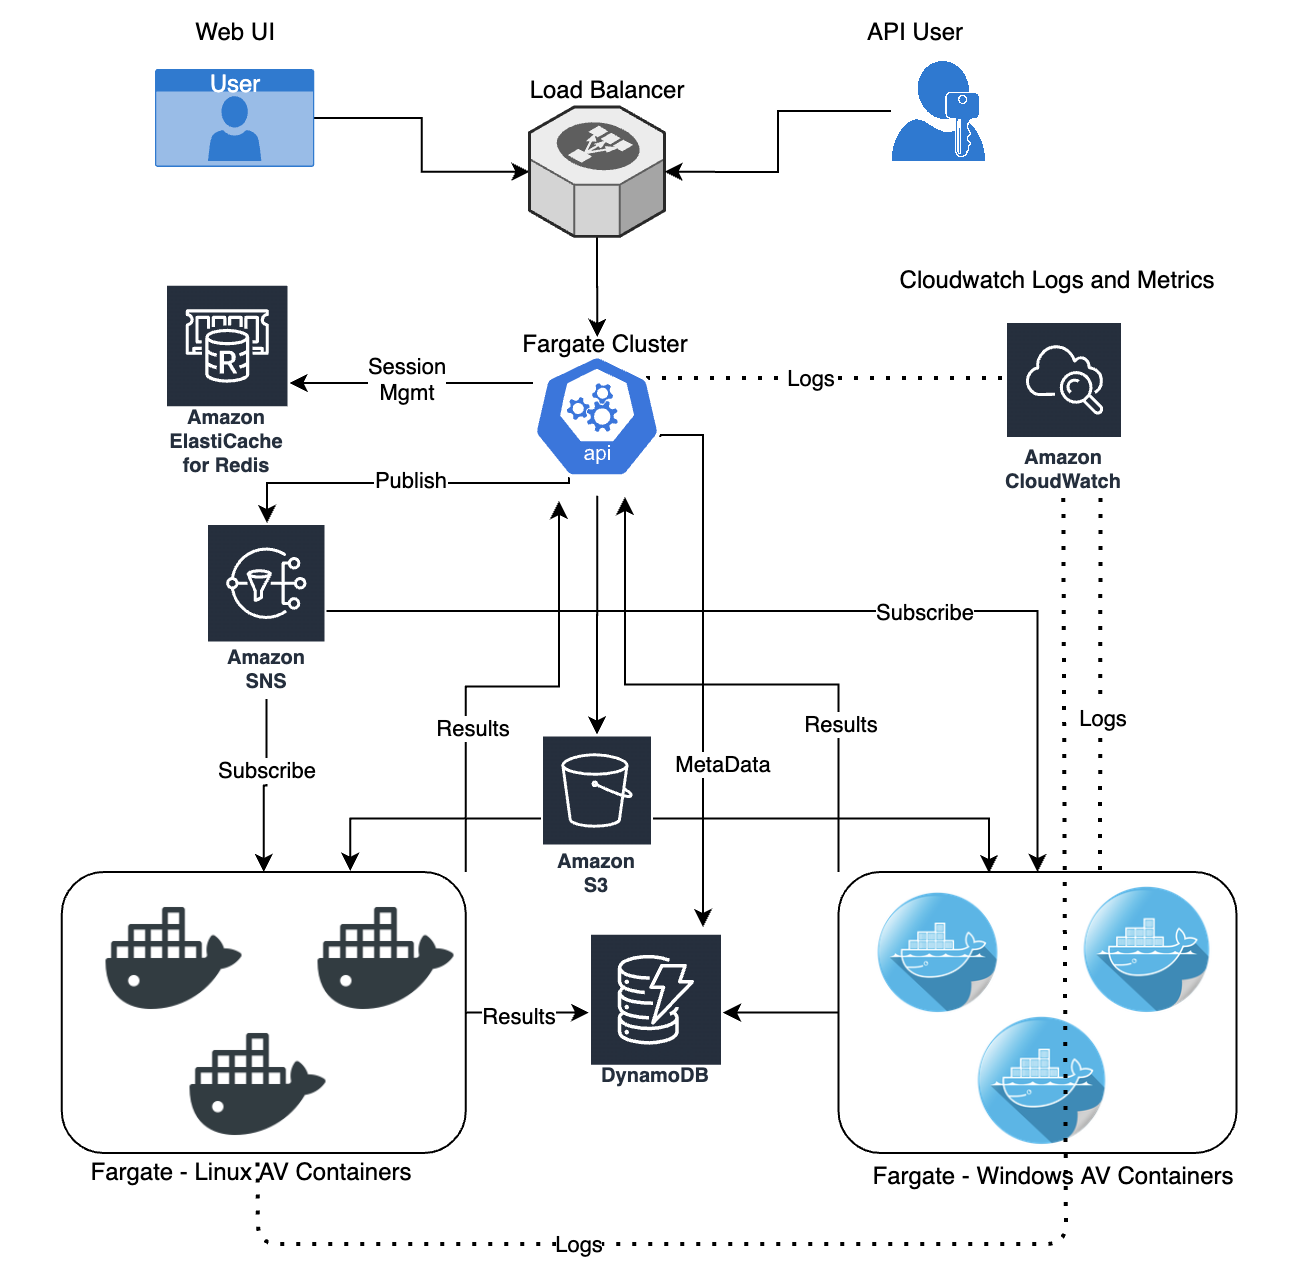 Web UI
API User
User
Load Balancer
Cloudwatch Logs and Metrics
Fargate Cluster
Session
Mgmt
Logs
R
Amazon
ElastiCache
for Redis
api
Amazon
CloudWatch
Publish
Subscribe
Amazon
SNS
Results
Results
Logs
MetaData
Subscribe
Amazon
S3
Results
DynamoDB
Fargate - Linux AV Containers
Fargate - Windows AV Containers
Logs